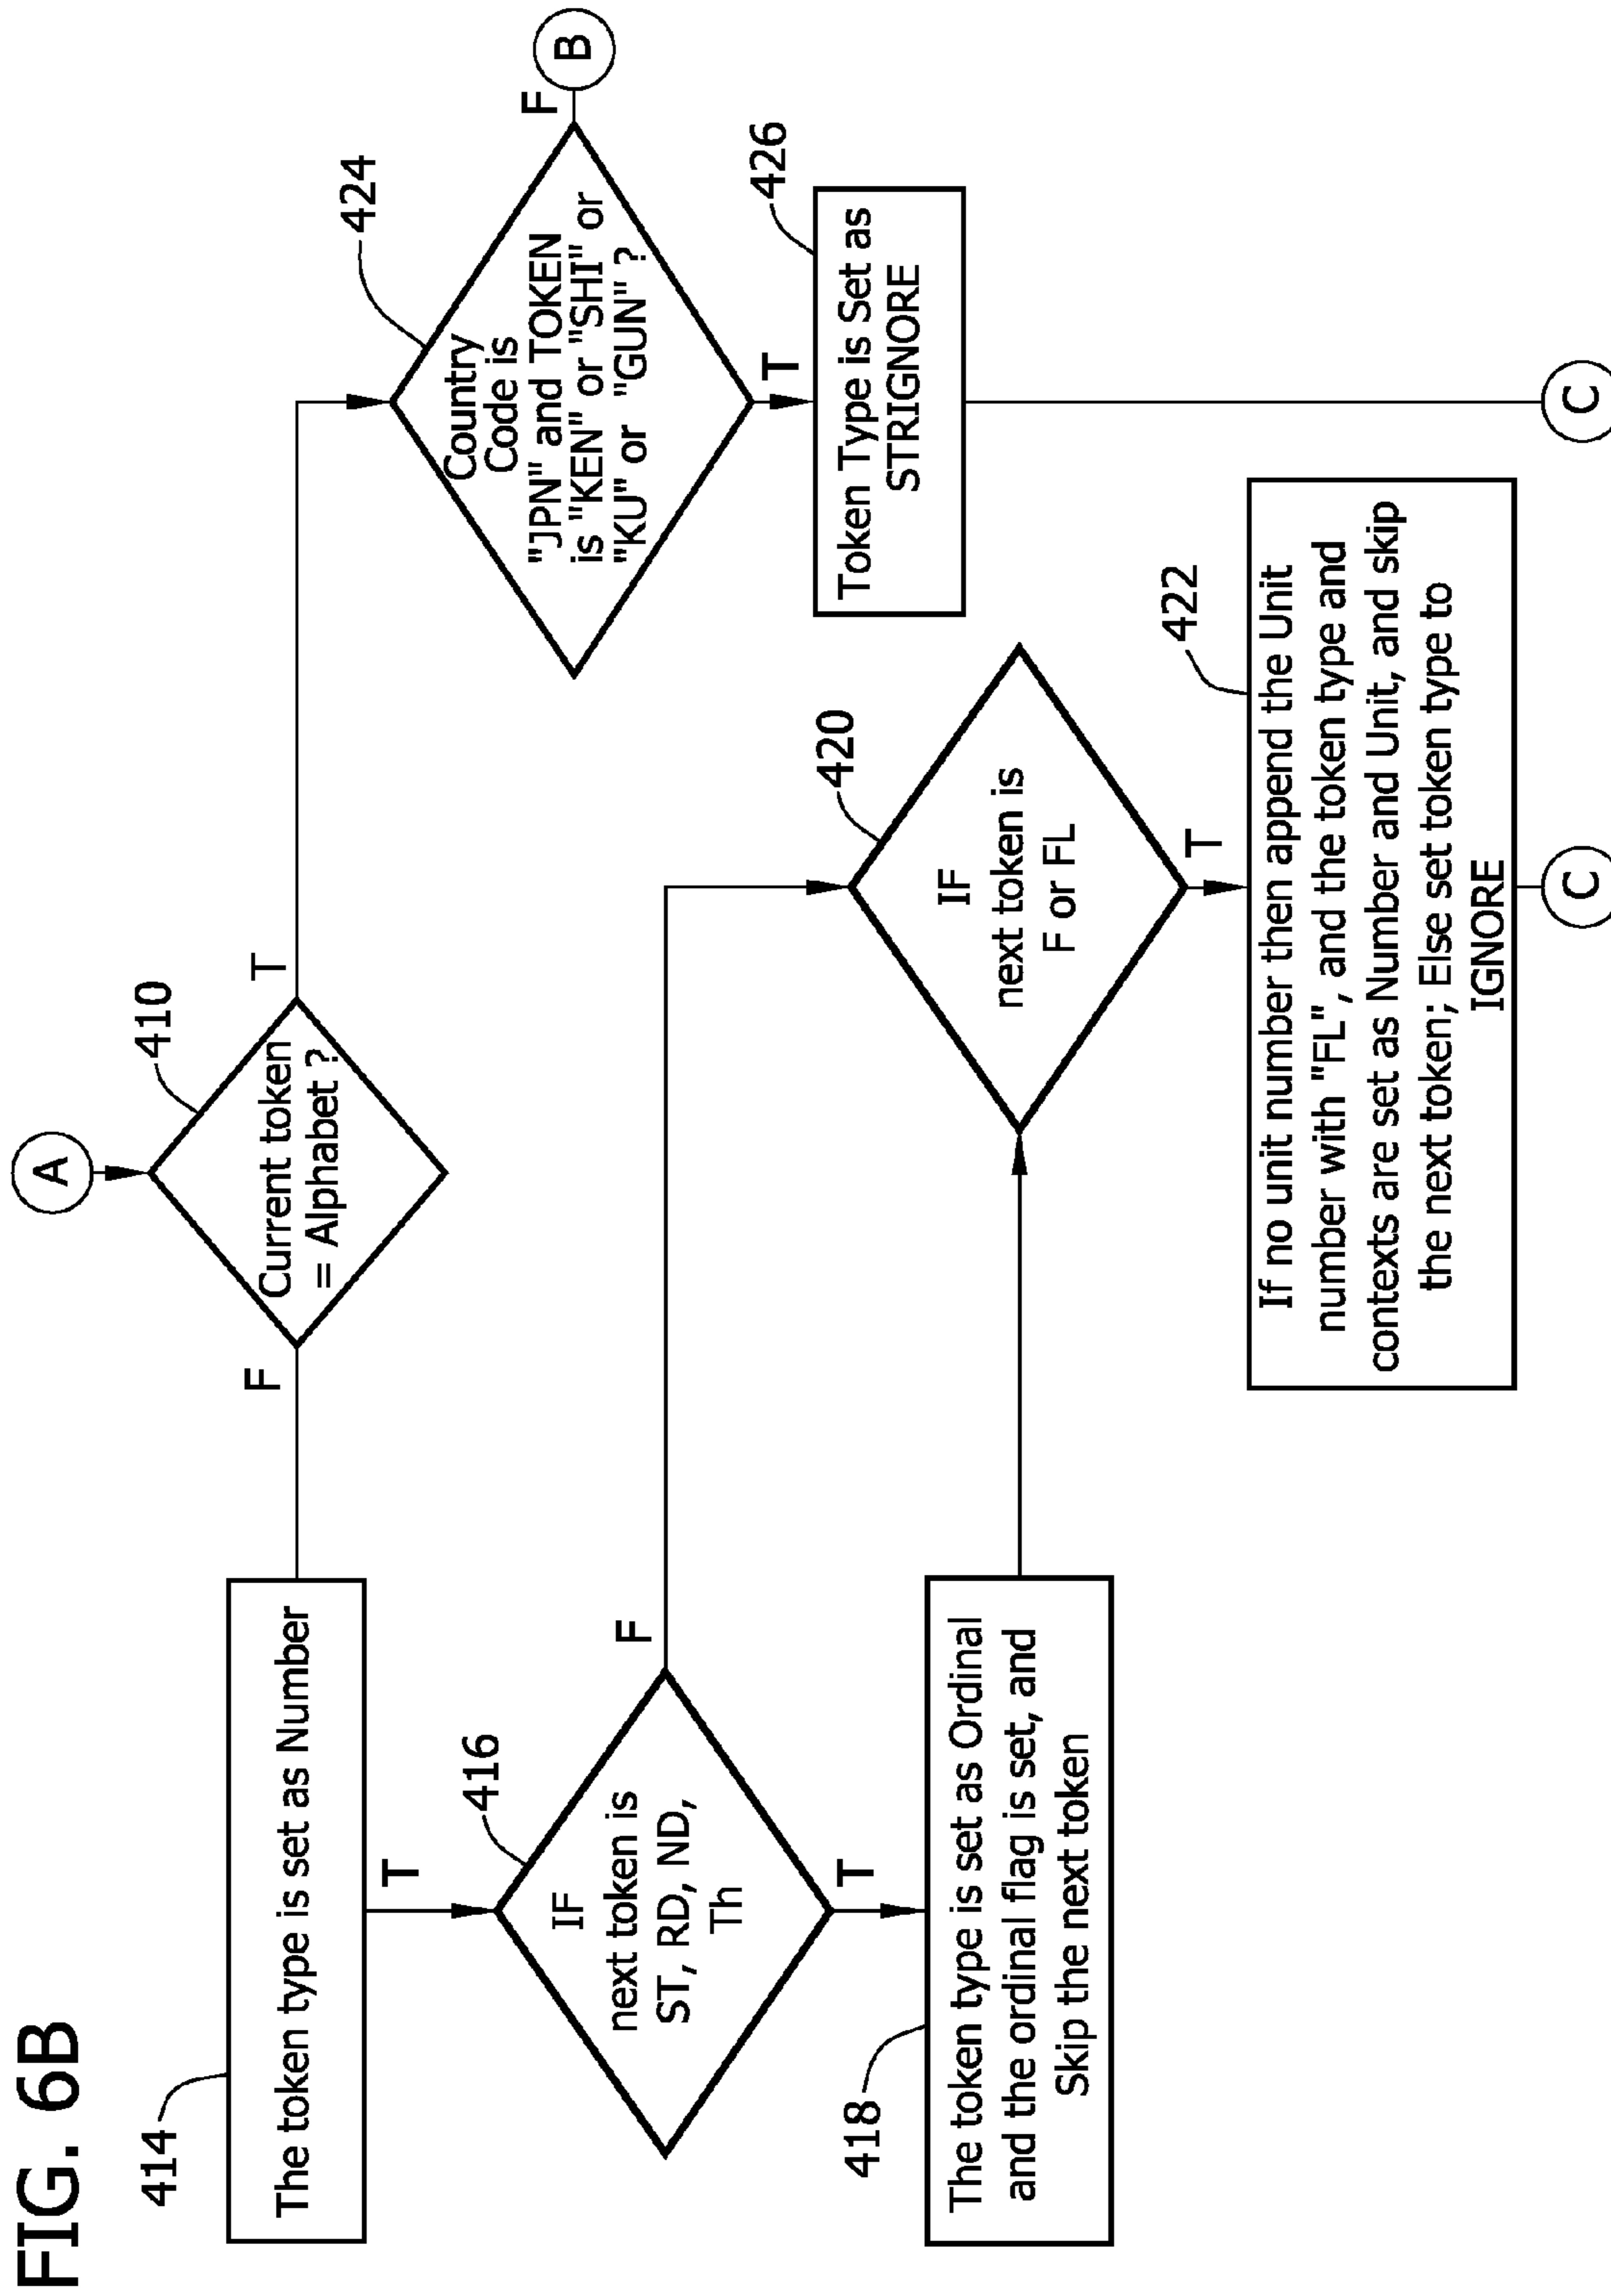 FIG. 6B
A
410
Current token
= Alphabet ?
F
T
414
The token type is set as Number
T
416
IF
next token is
ST, RD, ND,
Th
F
T
418
The token type is set as Ordinal
and the ordinal flag is set, and
Skip the next token
420
IF
next token is
F or FL
T
422
If no unit number then append the Unit
number with "FL", and the token type and
contexts are set as Number and Unit, and skip
the next token; Else set token type to
IGNORE
C
424
Country
Code is
"JPN" and TOKEN
is "KEN" or "SHI" or
"KU" or "GUN" ?
F
B
T
426
Token Type is Set as
STRIGNORE
C